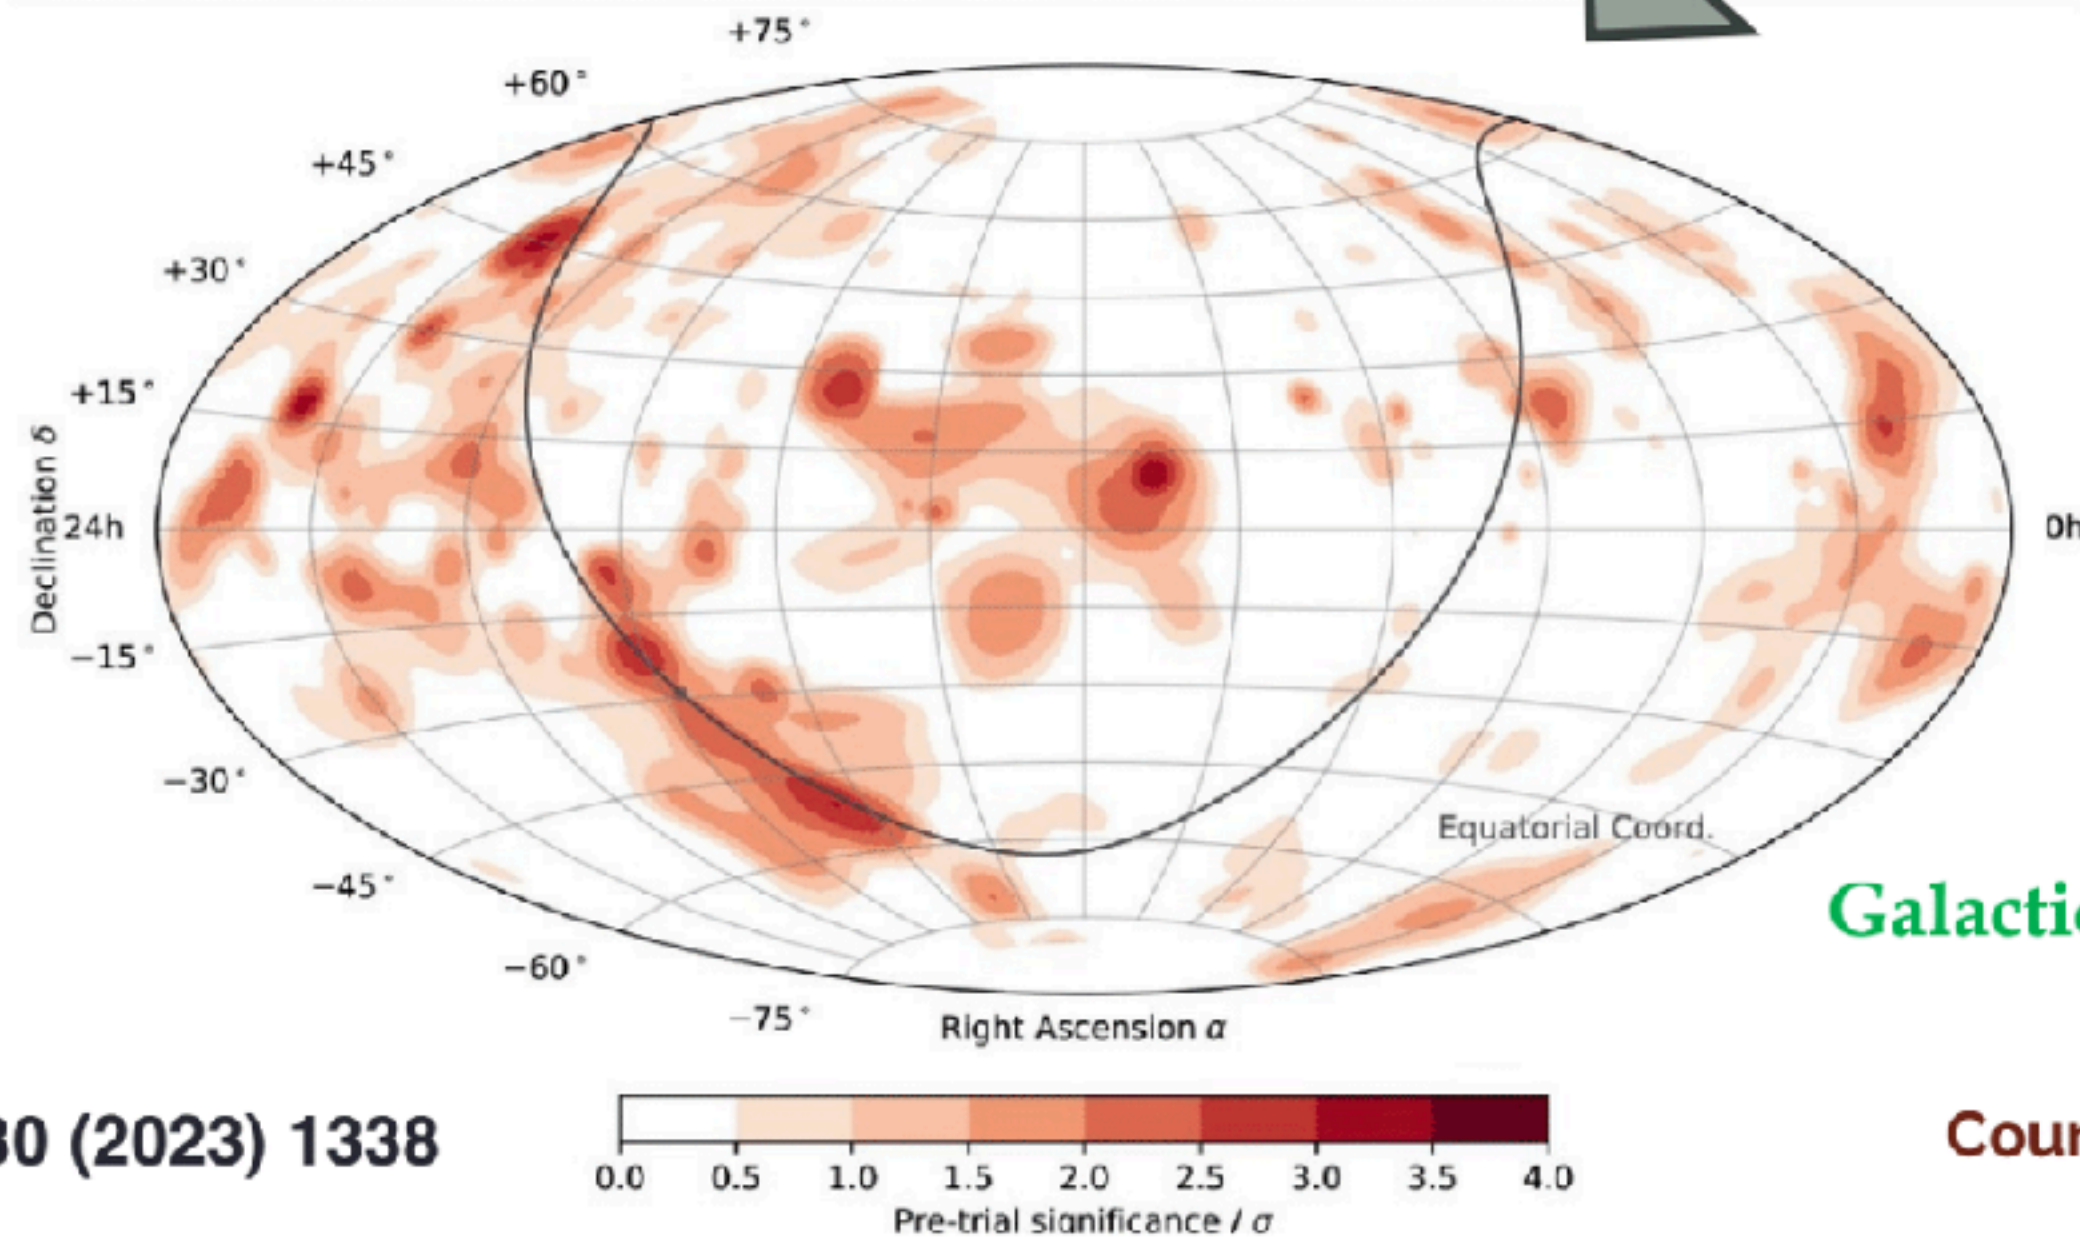 +75°
+60°
+45°
+30°
+15°
24h
0h
Declination δ
−15°
−30°
−45°
−60°
−75°
Equatorial Coord.
Right Ascension α
30 (2023) 1338
0.0 0.5 1.0 1.5 2.0 2.5 3.0 3.5 4.0
Pre-trial significance / σ